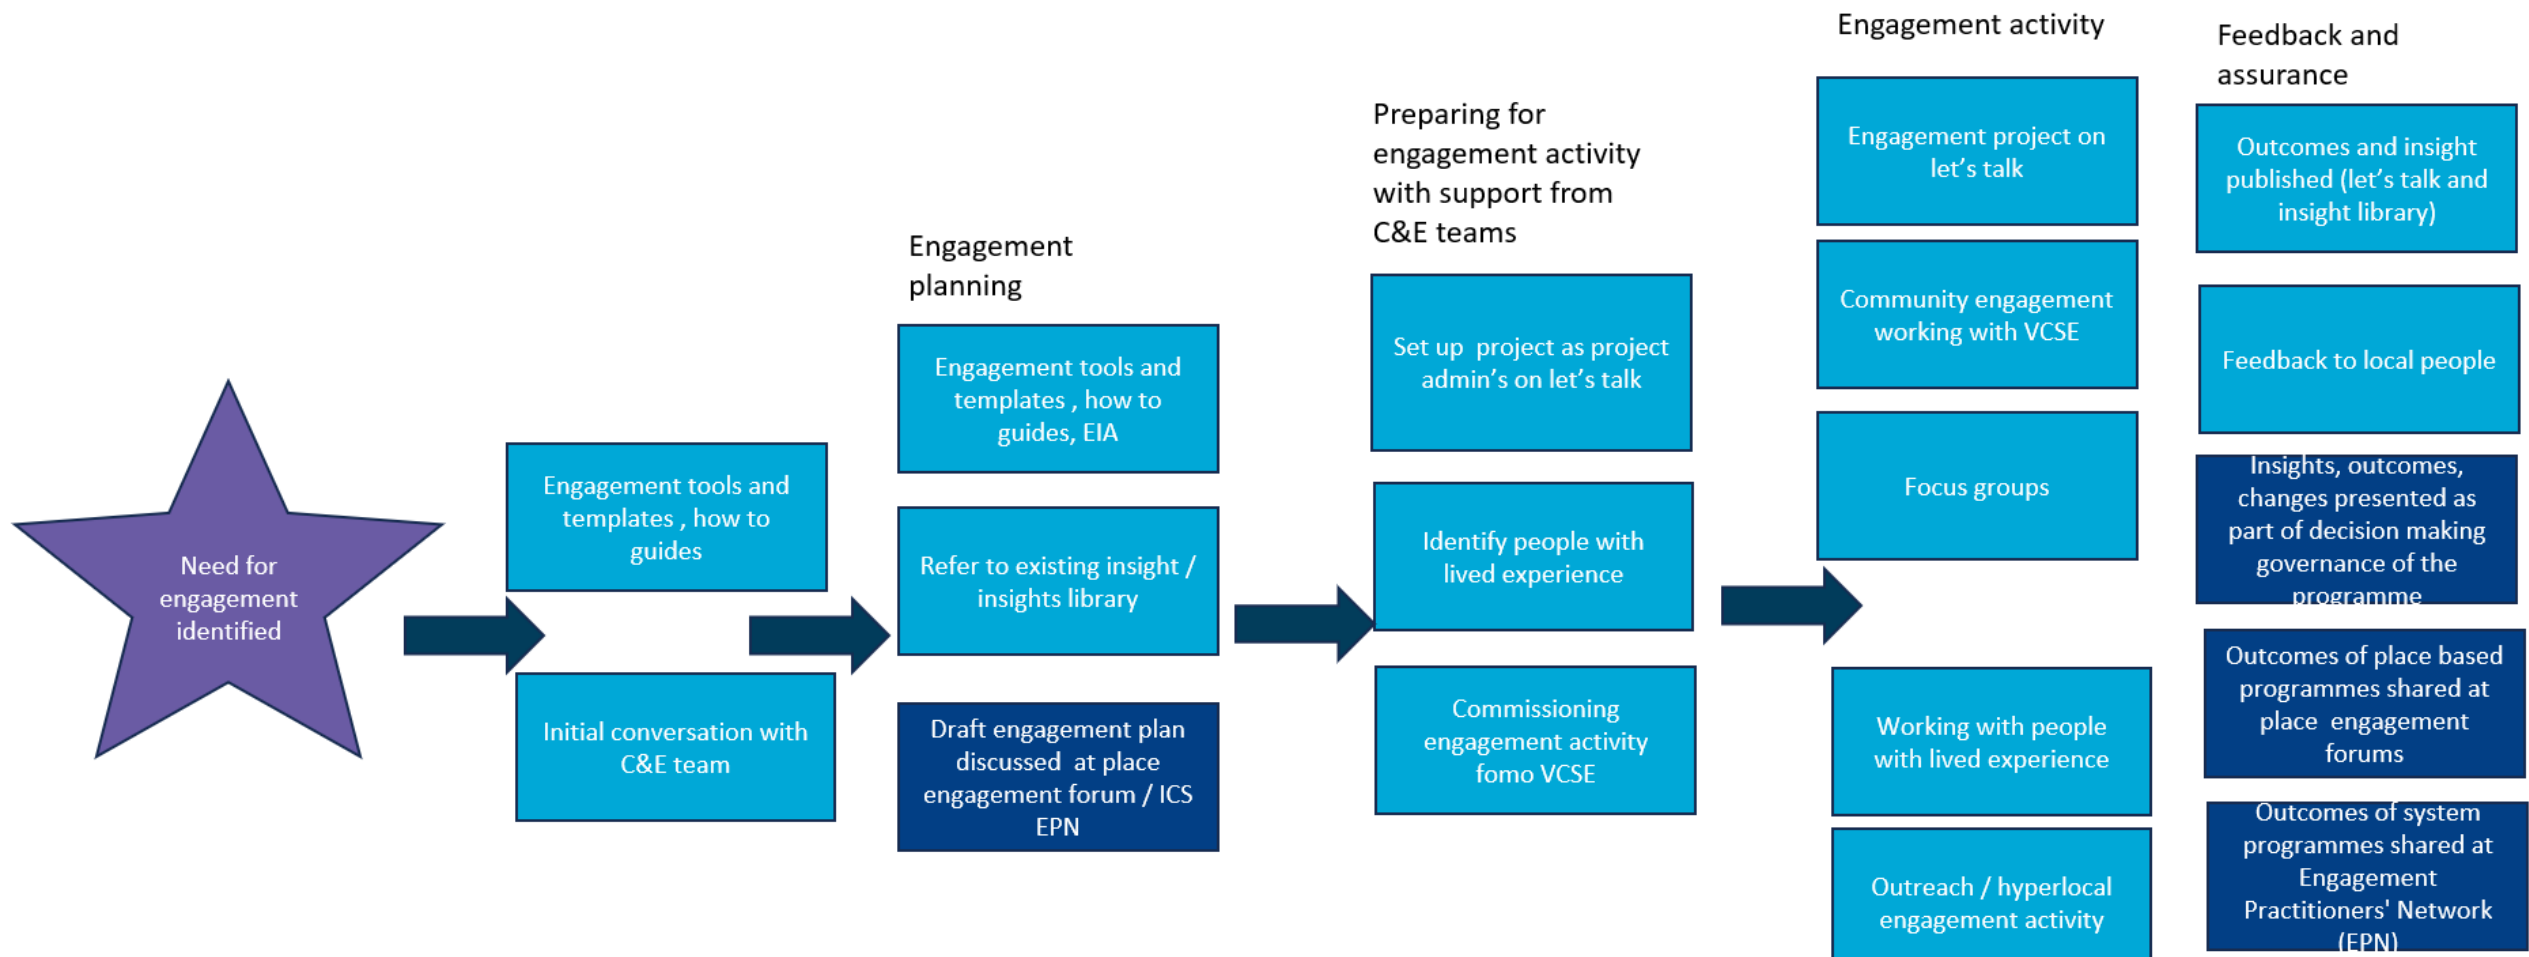 Need for
engagement
identified
Engagement tools and
templates , how to
guides
Initial conversation with
C&E team
Engagement
planning
Engagement tools and
templates , how to
guides, EIA
Refer to existing insight /
insights library
Draft engagement plan
discussed  at place
engagement forum / ICS
EPN
Preparing for
engagement activity
with support from
C&E teams
Set up  project as project
admin’s on let’s talk
Identify people with
lived experience
Commissioning
engagement activity
fomo VCSE
Engagement activity
Engagement project on
let’s talk
Community engagement
working with VCSE
Focus groups
Working with people
with lived experience
Outreach / hyperlocal
engagement activity
Feedback and
assurance
Outcomes and insight
published (let’s talk and
insight library)
Feedback to local people
Insights, outcomes,
changes presented as
part of decision making
governance of the
programme
Outcomes of place based
programmes shared at
place  engagement
forums
Outcomes of system
programmes shared at
Engagement
Practitioners' Network
(EPN)